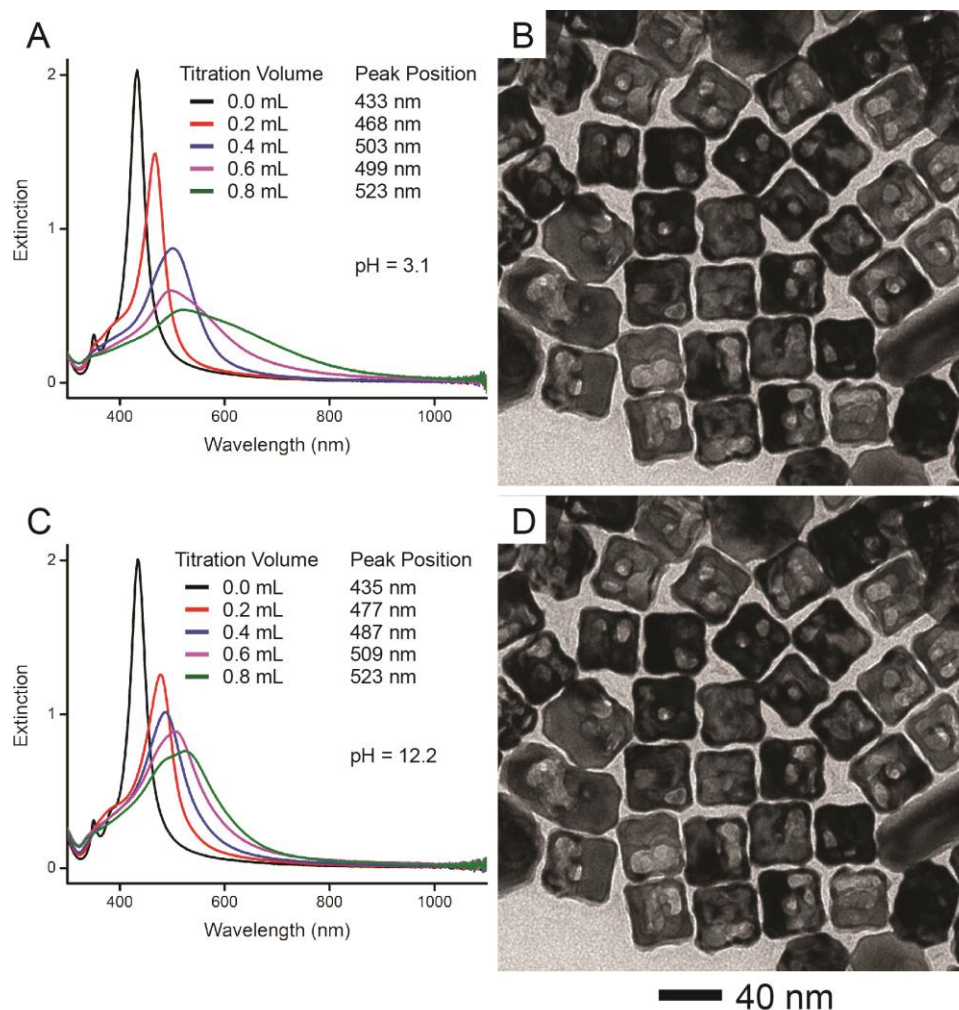 A
B
Titration Volume Peak Position
0.0 mL 433 nm
0.2 mL 468 nm
0.4 mL 503 nm
0.6 mL 499 nm
0.8 mL 523 nm
pH = 3.1
Extinction
2
1
0
400 600 800 1000
Wavelength (nm)
C
D
Titration Volume Peak Position
0.0 mL 435 nm
0.2 mL 477 nm
0.4 mL 487 nm
0.6 mL 509 nm
0.8 mL 523 nm
pH = 12.2
Extinction
2
1
0
400 600 800 1000
Wavelength (nm)
40 nm